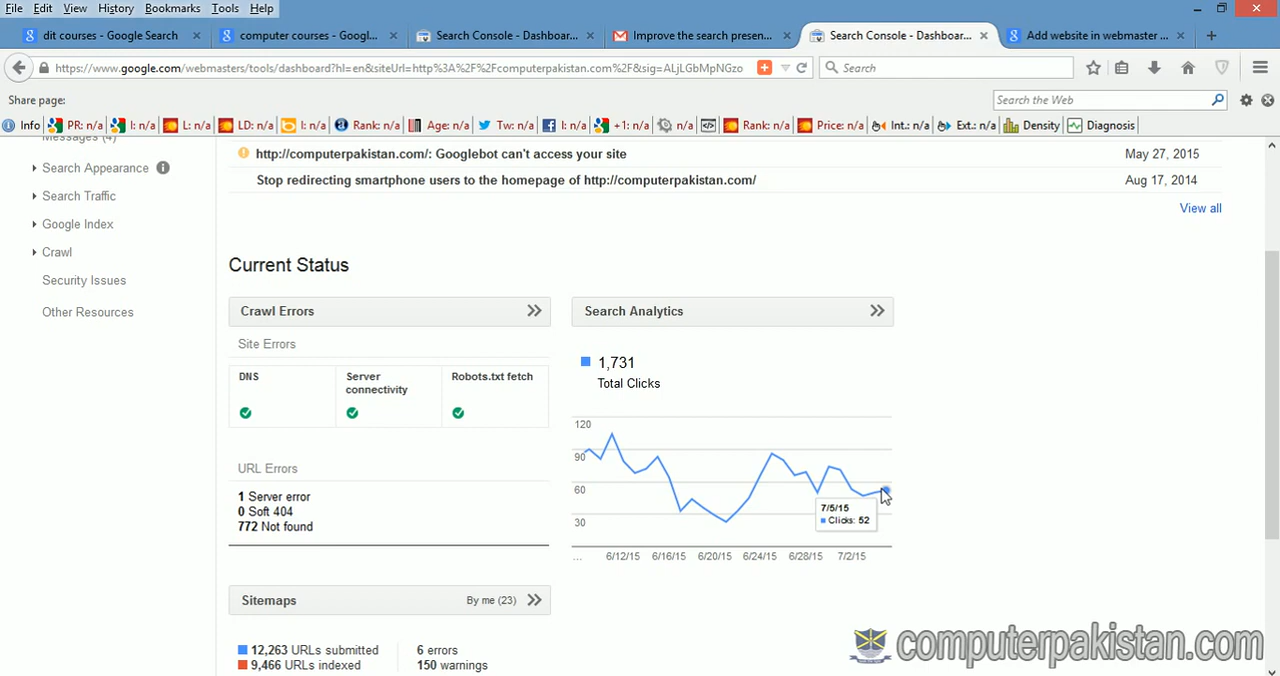 File Edit View History Bookmarks Tools Help
dit courses - Google Search
computer courses - Googl...
Search Console - Dashboar...
Improve the search presen...
Search Console - Dashboar...
Add website in webmaster ...
https://www.google.com/webmasters/tools/dashboard?hl=en&siteUrl=http%3A%2F%2Fcomputerpakistan.com%2F&sig=ALjLGbMpNGzo
Search
Share page:
Search the Web
Info PR: n/a I: n/a L: n/a LD: n/a I: n/a Rank: n/a Age: n/a Tw: n/a I: n/a +1: n/a n/a Rank: n/a Price: n/a Int.: n/a Ext.: n/a Density Diagnosis
Messages (4)
Search Appearance
Search Traffic
Google Index
Crawl
Security Issues
Other Resources
http://computerpakistan.com/: Googlebot can't access your site May 27, 2015
Stop redirecting smartphone users to the homepage of http://computerpakistan.com/ Aug 17, 2014
View all
Current Status
Crawl Errors
Site Errors
DNS
Server
connectivity
Robots.txt fetch
URL Errors
1 Server error
0 Soft 404
772 Not found
Search Analytics
1,731
Total Clicks
120
90
60
30
7/5/15
Clicks: 52
... 6/12/15 6/16/15 6/20/15 6/24/15 6/28/15 7/2/15
Sitemaps By me (23)
12,263 URLs submitted
9,466 URLs indexed
6 errors
150 warnings
computerpakistan.com